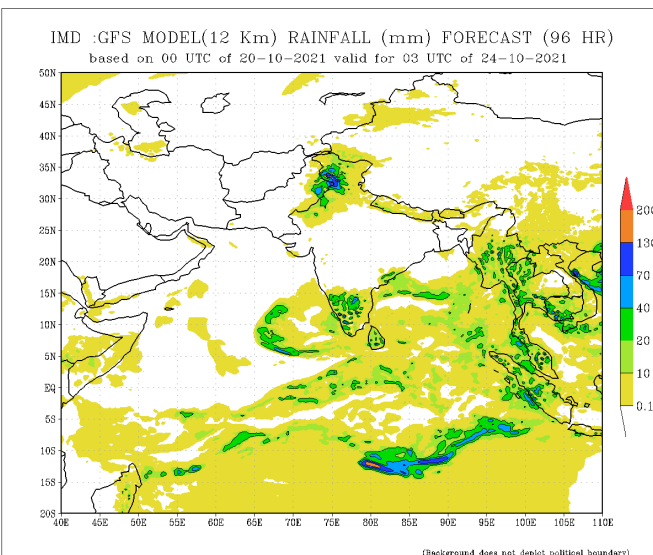 IMD :GFS MODEL(12 Km) RAINFALL (mm) FORECAST (96 HR)
based on 00 UTC of 20-10-2021 valid for 03 UTC of 24-10-2021
50N
45N
40N
35N
30N
25N
20N
15N
10N
5N
EQ
5S
10S
15S
20S
40E 45E 50E 55E 60E 65E 70E 75E 80E 85E 90E 95E 100E 105E 110E
200
130
70
40
20
10
0.1
(Background does not depict political boundary)